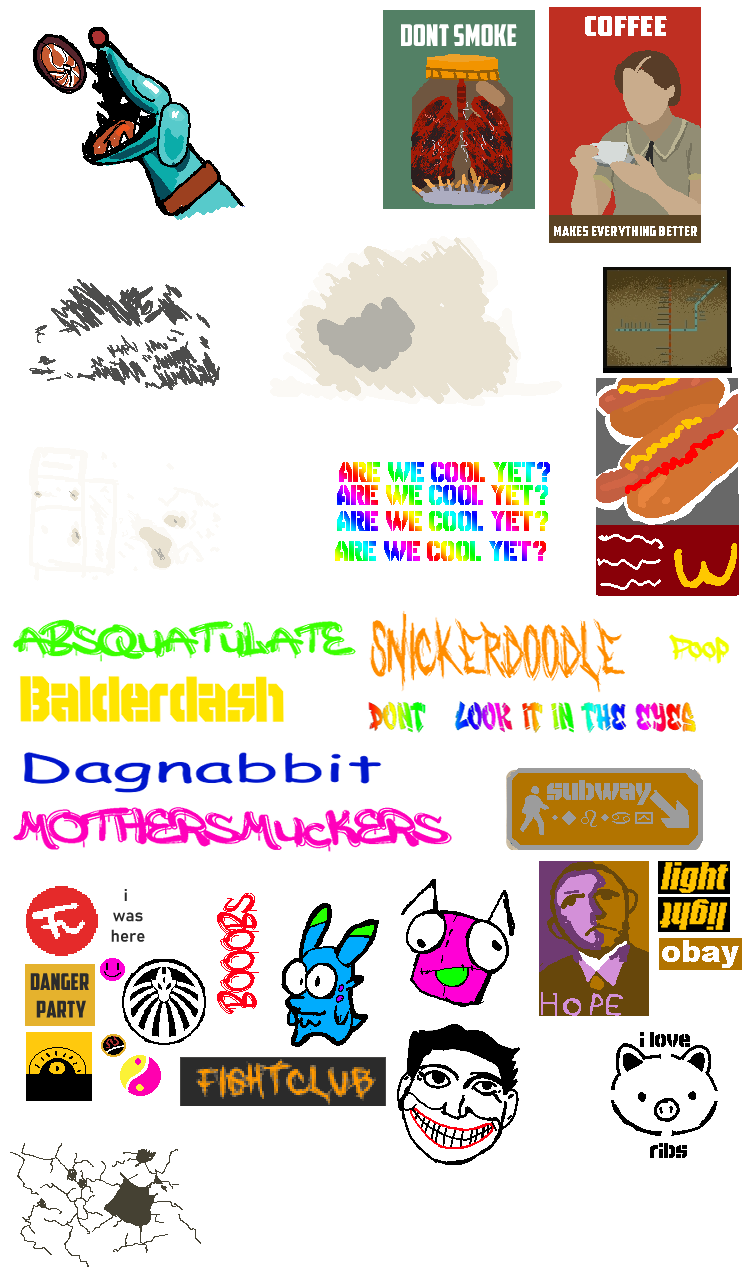 DONT SMOKE
COFFEE
MAKES EVERYTHING BETTER
ARE WE COOL YET?
ARE WE COOL YET?
ARE WE COOL YET?
ARE WE COOL YET?
ABSQUATULATE
SNICKERDOODLE
POOP
Balderdash
DONT LOOK IT IN THE EYES
Dagnabbit
subway
MOTHERSMUCKERS
i
was
here
BOOOBS
light
light
obay
DANGER
PARTY
HOPE
FIGHTCLUB
i love
ribs